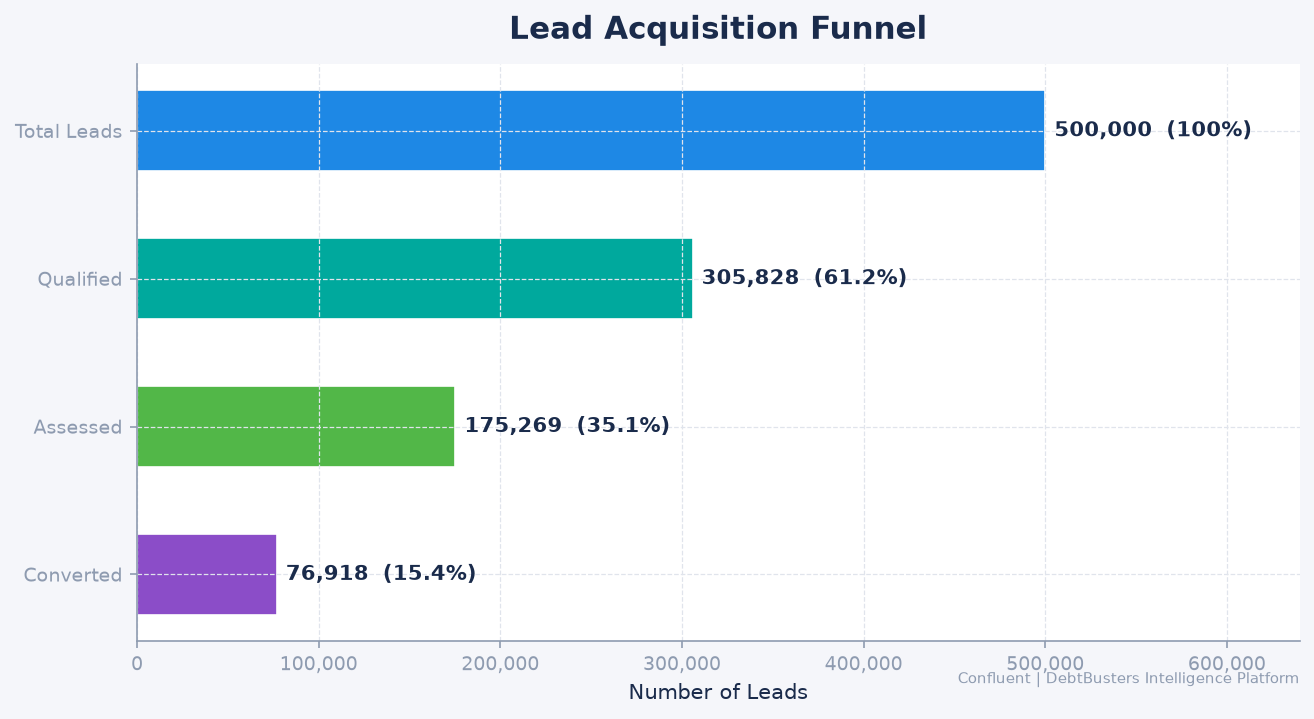 Lead Acquisition Funnel
Total Leads
500,000 (100%)
Qualified
305,828 (61.2%)
Assessed
175,269 (35.1%)
Converted
76,918 (15.4%)
0 100,000 200,000 300,000 400,000 500,000 600,000
Number of Leads
Confluent | DebtBusters Intelligence Platform